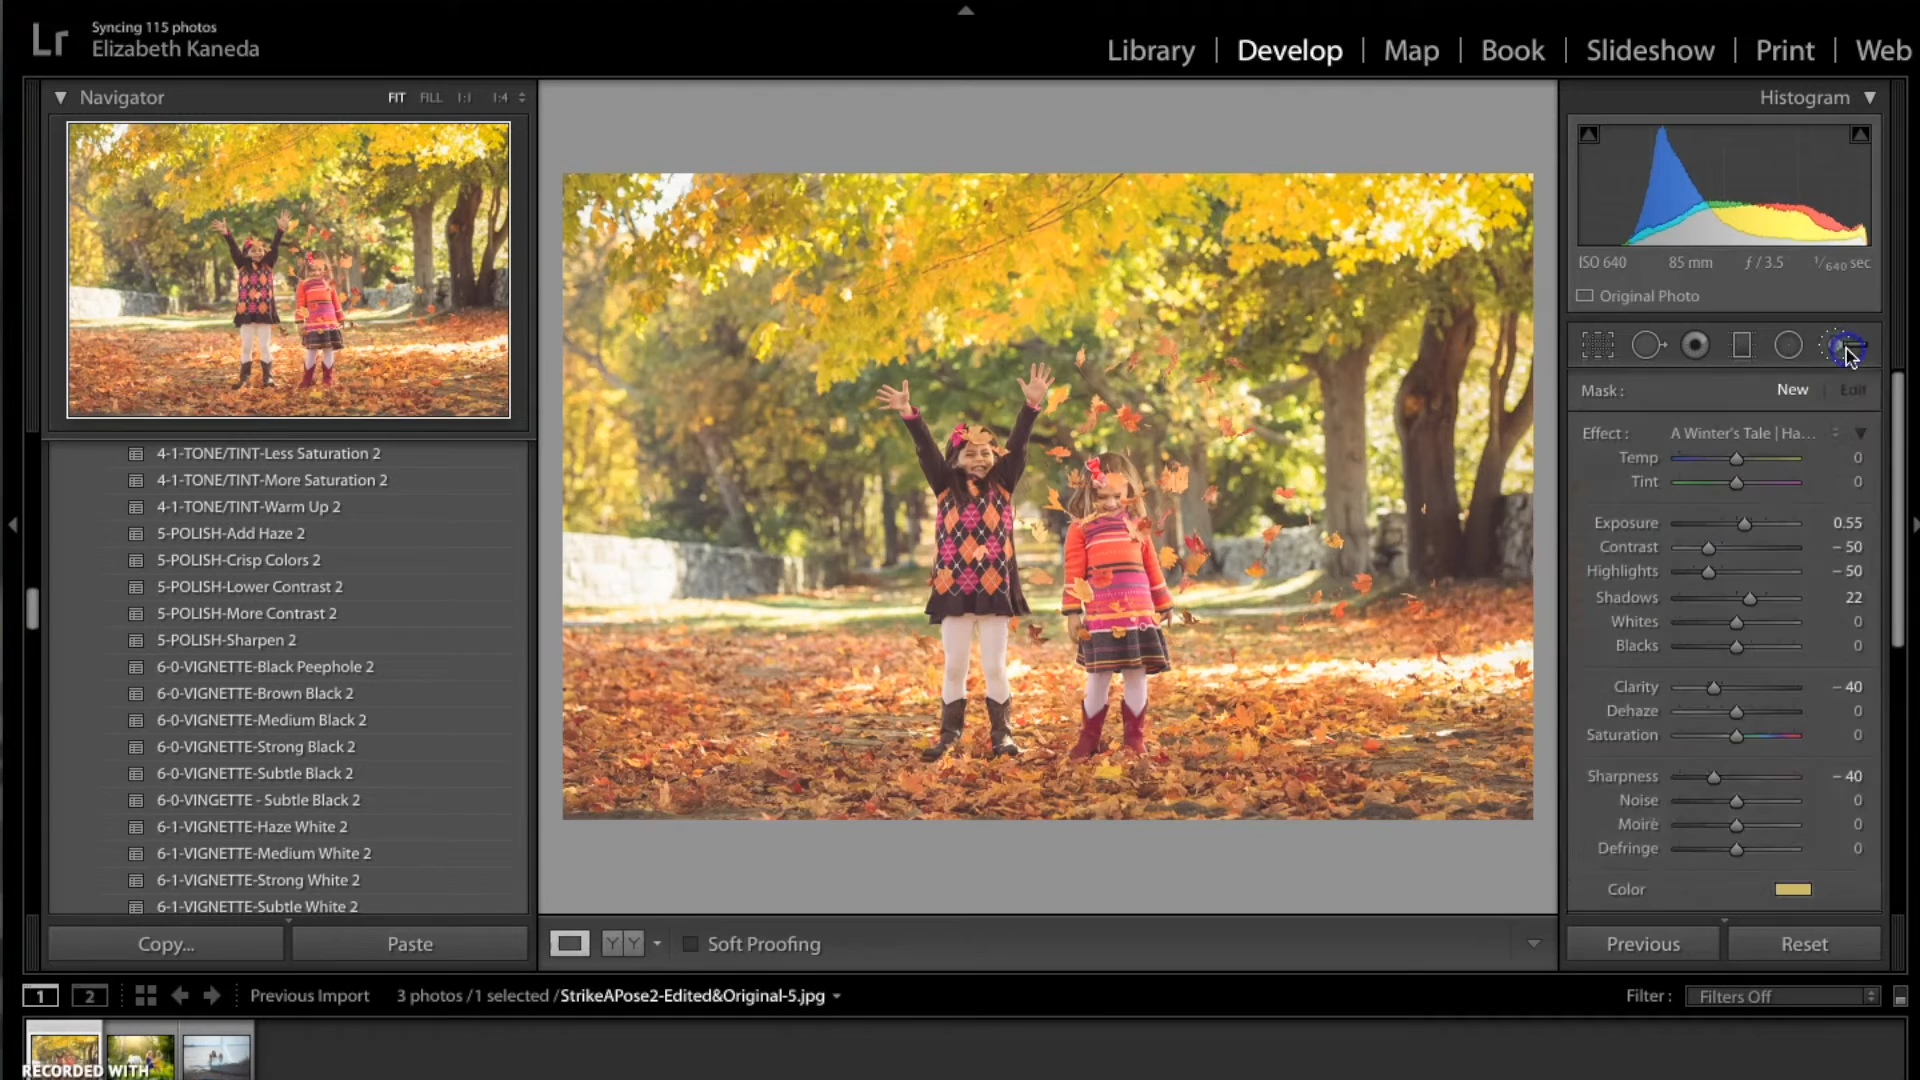 Lr
Syncing 115 photos
Elizabeth Kaneda
Library | Develop | Map | Book | Slideshow | Print | Web
Navigator FIT FILL 1:1 1:4
4-1-TONE/TINT-Less Saturation 2
4-1-TONE/TINT-More Saturation 2
4-1-TONE/TINT-Warm Up 2
5-POLISH-Add Haze 2
5-POLISH-Crisp Colors 2
5-POLISH-Lower Contrast 2
5-POLISH-More Contrast 2
5-POLISH-Sharpen 2
6-0-VIGNETTE-Black Peephole 2
6-0-VIGNETTE-Brown Black 2
6-0-VIGNETTE-Medium Black 2
6-0-VIGNETTE-Strong Black 2
6-0-VIGNETTE-Subtle Black 2
6-0-VINGETTE - Subtle Black 2
6-1-VIGNETTE-Haze White 2
6-1-VIGNETTE-Medium White 2
6-1-VIGNETTE-Strong White 2
6-1-VIGNETTE-Subtle White 2
Copy... Paste
YY Soft Proofing
Histogram
ISO 640 85 mm ƒ / 3.5 1/640 sec
Original Photo
Mask : New | Edit
Effect : A Winter's Tale | Ha...
Temp 0
Tint 0
Exposure 0.55
Contrast – 50
Highlights – 50
Shadows 22
Whites 0
Blacks 0
Clarity – 40
Dehaze 0
Saturation 0
Sharpness – 40
Noise 0
Moiré 0
Defringe 0
Color
Previous Reset
1 2 Previous Import 3 photos /1 selected /StrikeAPose2-Edited&Original-5.jpg Filter : Filters Off
RECORDED WITH